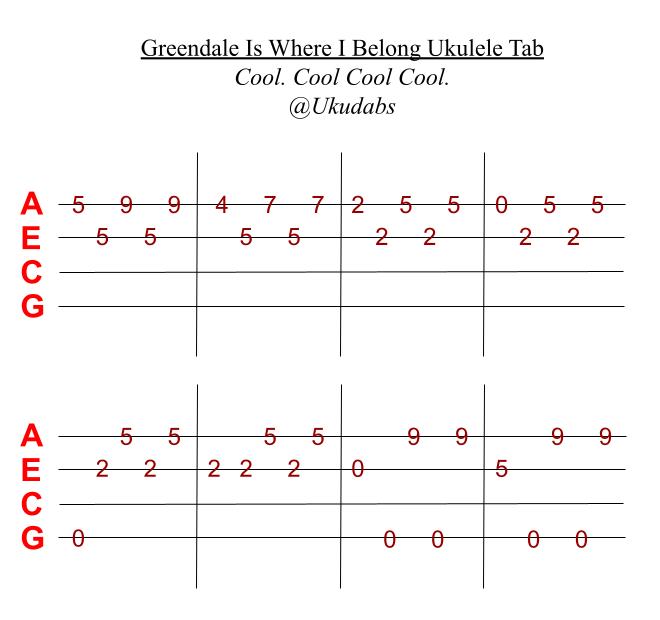 Greendale Is Where I Belong Ukulele Tab
Cool. Cool Cool Cool.
@Ukudabs
A 5 9 9 4 7 7 2 5 5 0 5 5
E 5 5 5 5 2 2 2 2
C
G
A 5 5 5 5 9 9 9 9
E 2 2 2 2 2 0 5
C
G 0 0 0 0 0